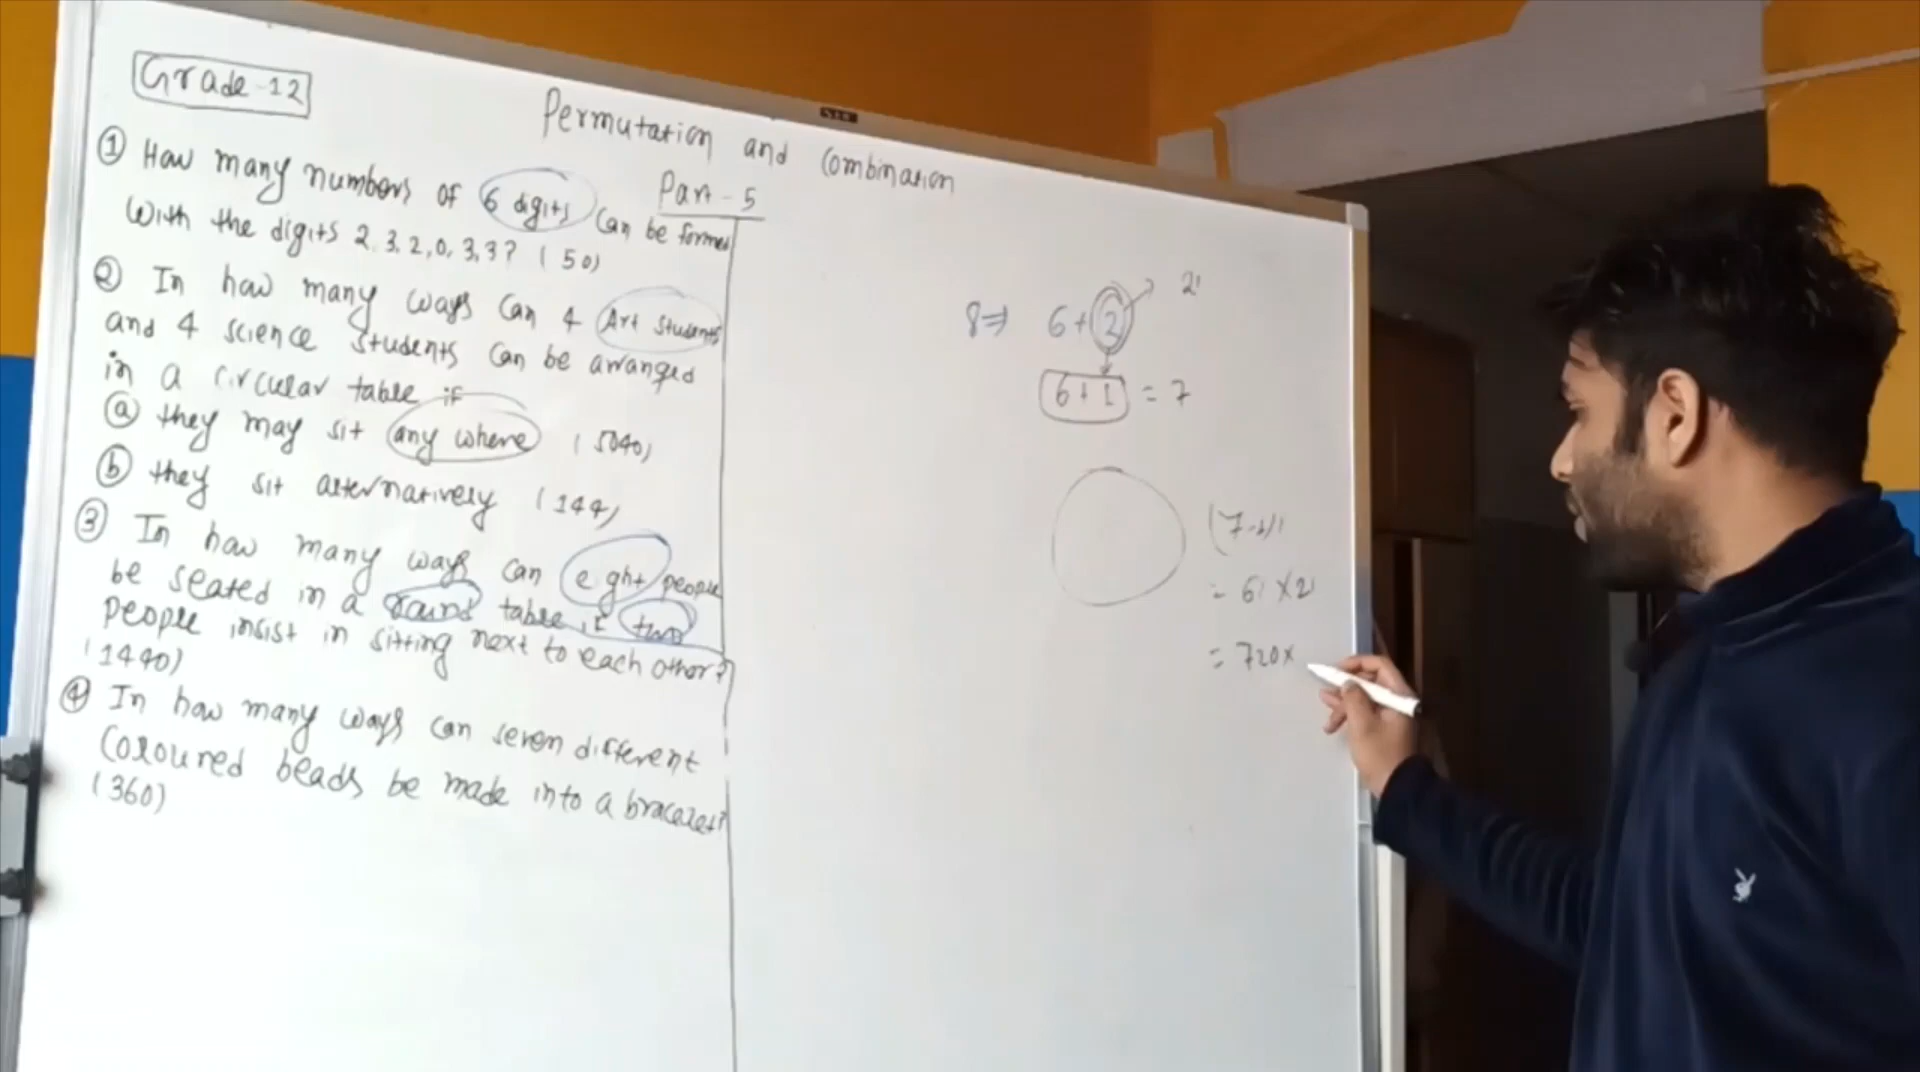 Grade-12
Permutation and Combination
Part-5
① How many numbers of 6 digits can be formed
With the digits 2, 3, 2, 0, 3, 3? (50)
② In how many ways can 4 Art students
and 4 science students can be arranged
in a circular table if
ⓐ they may sit any where (5040)
ⓑ they sit alternatively (144)
③ In how many ways can eght people
be seated in a round table if two
people insist in sitting next to each other?
(1440)
④ In how many ways can seven different
Coloured beads be made into a bracelet?
(360)
8⇒ 6+2 2!
6+1 = 7
(7-1)!
= 6! × 2!
= 720×